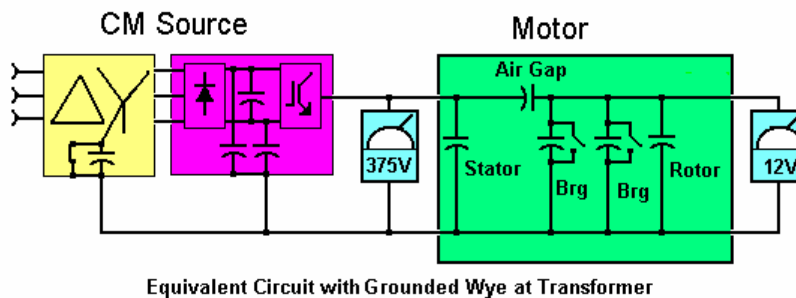 CM Source
Motor
Air Gap
375V
Stator
Brg
Brg
Rotor
12V
Equivalent Circuit with Grounded Wye at Transformer